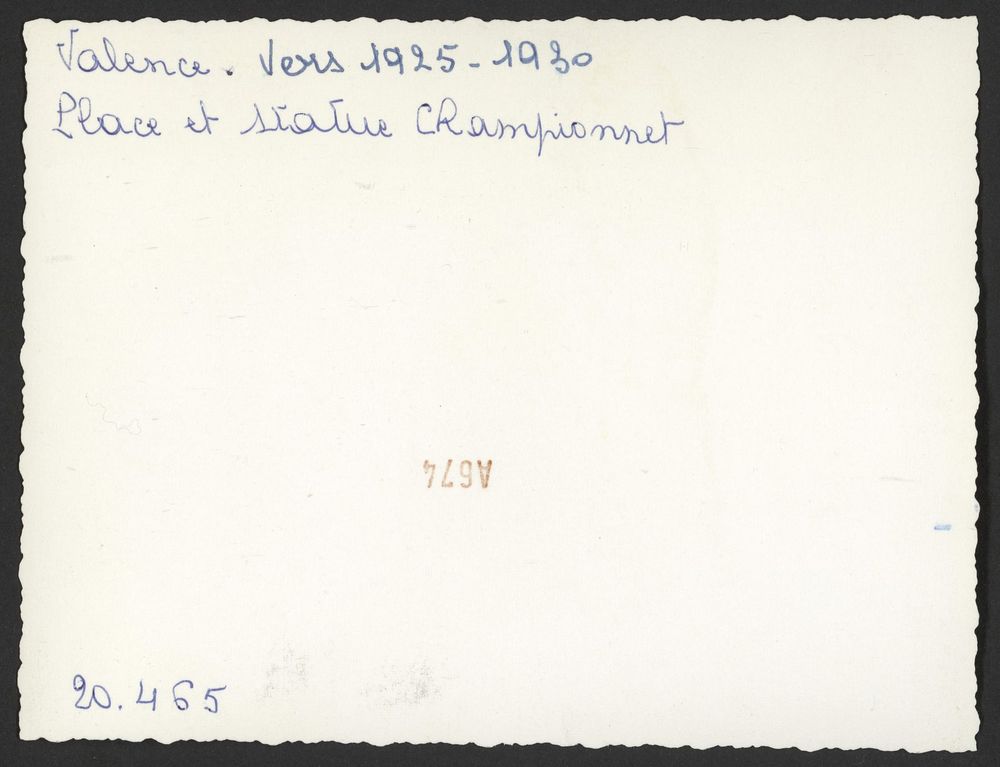 Valence. Vers 1925-1930
Place et statue Championnet
A674
20.465